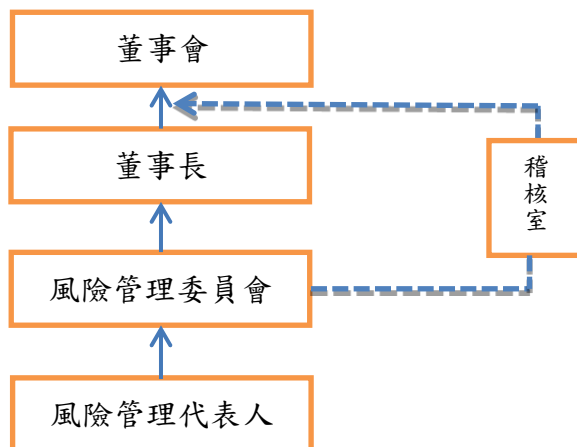 董事會
董事長
稽核室
風險管理委員會
風險管理代表人